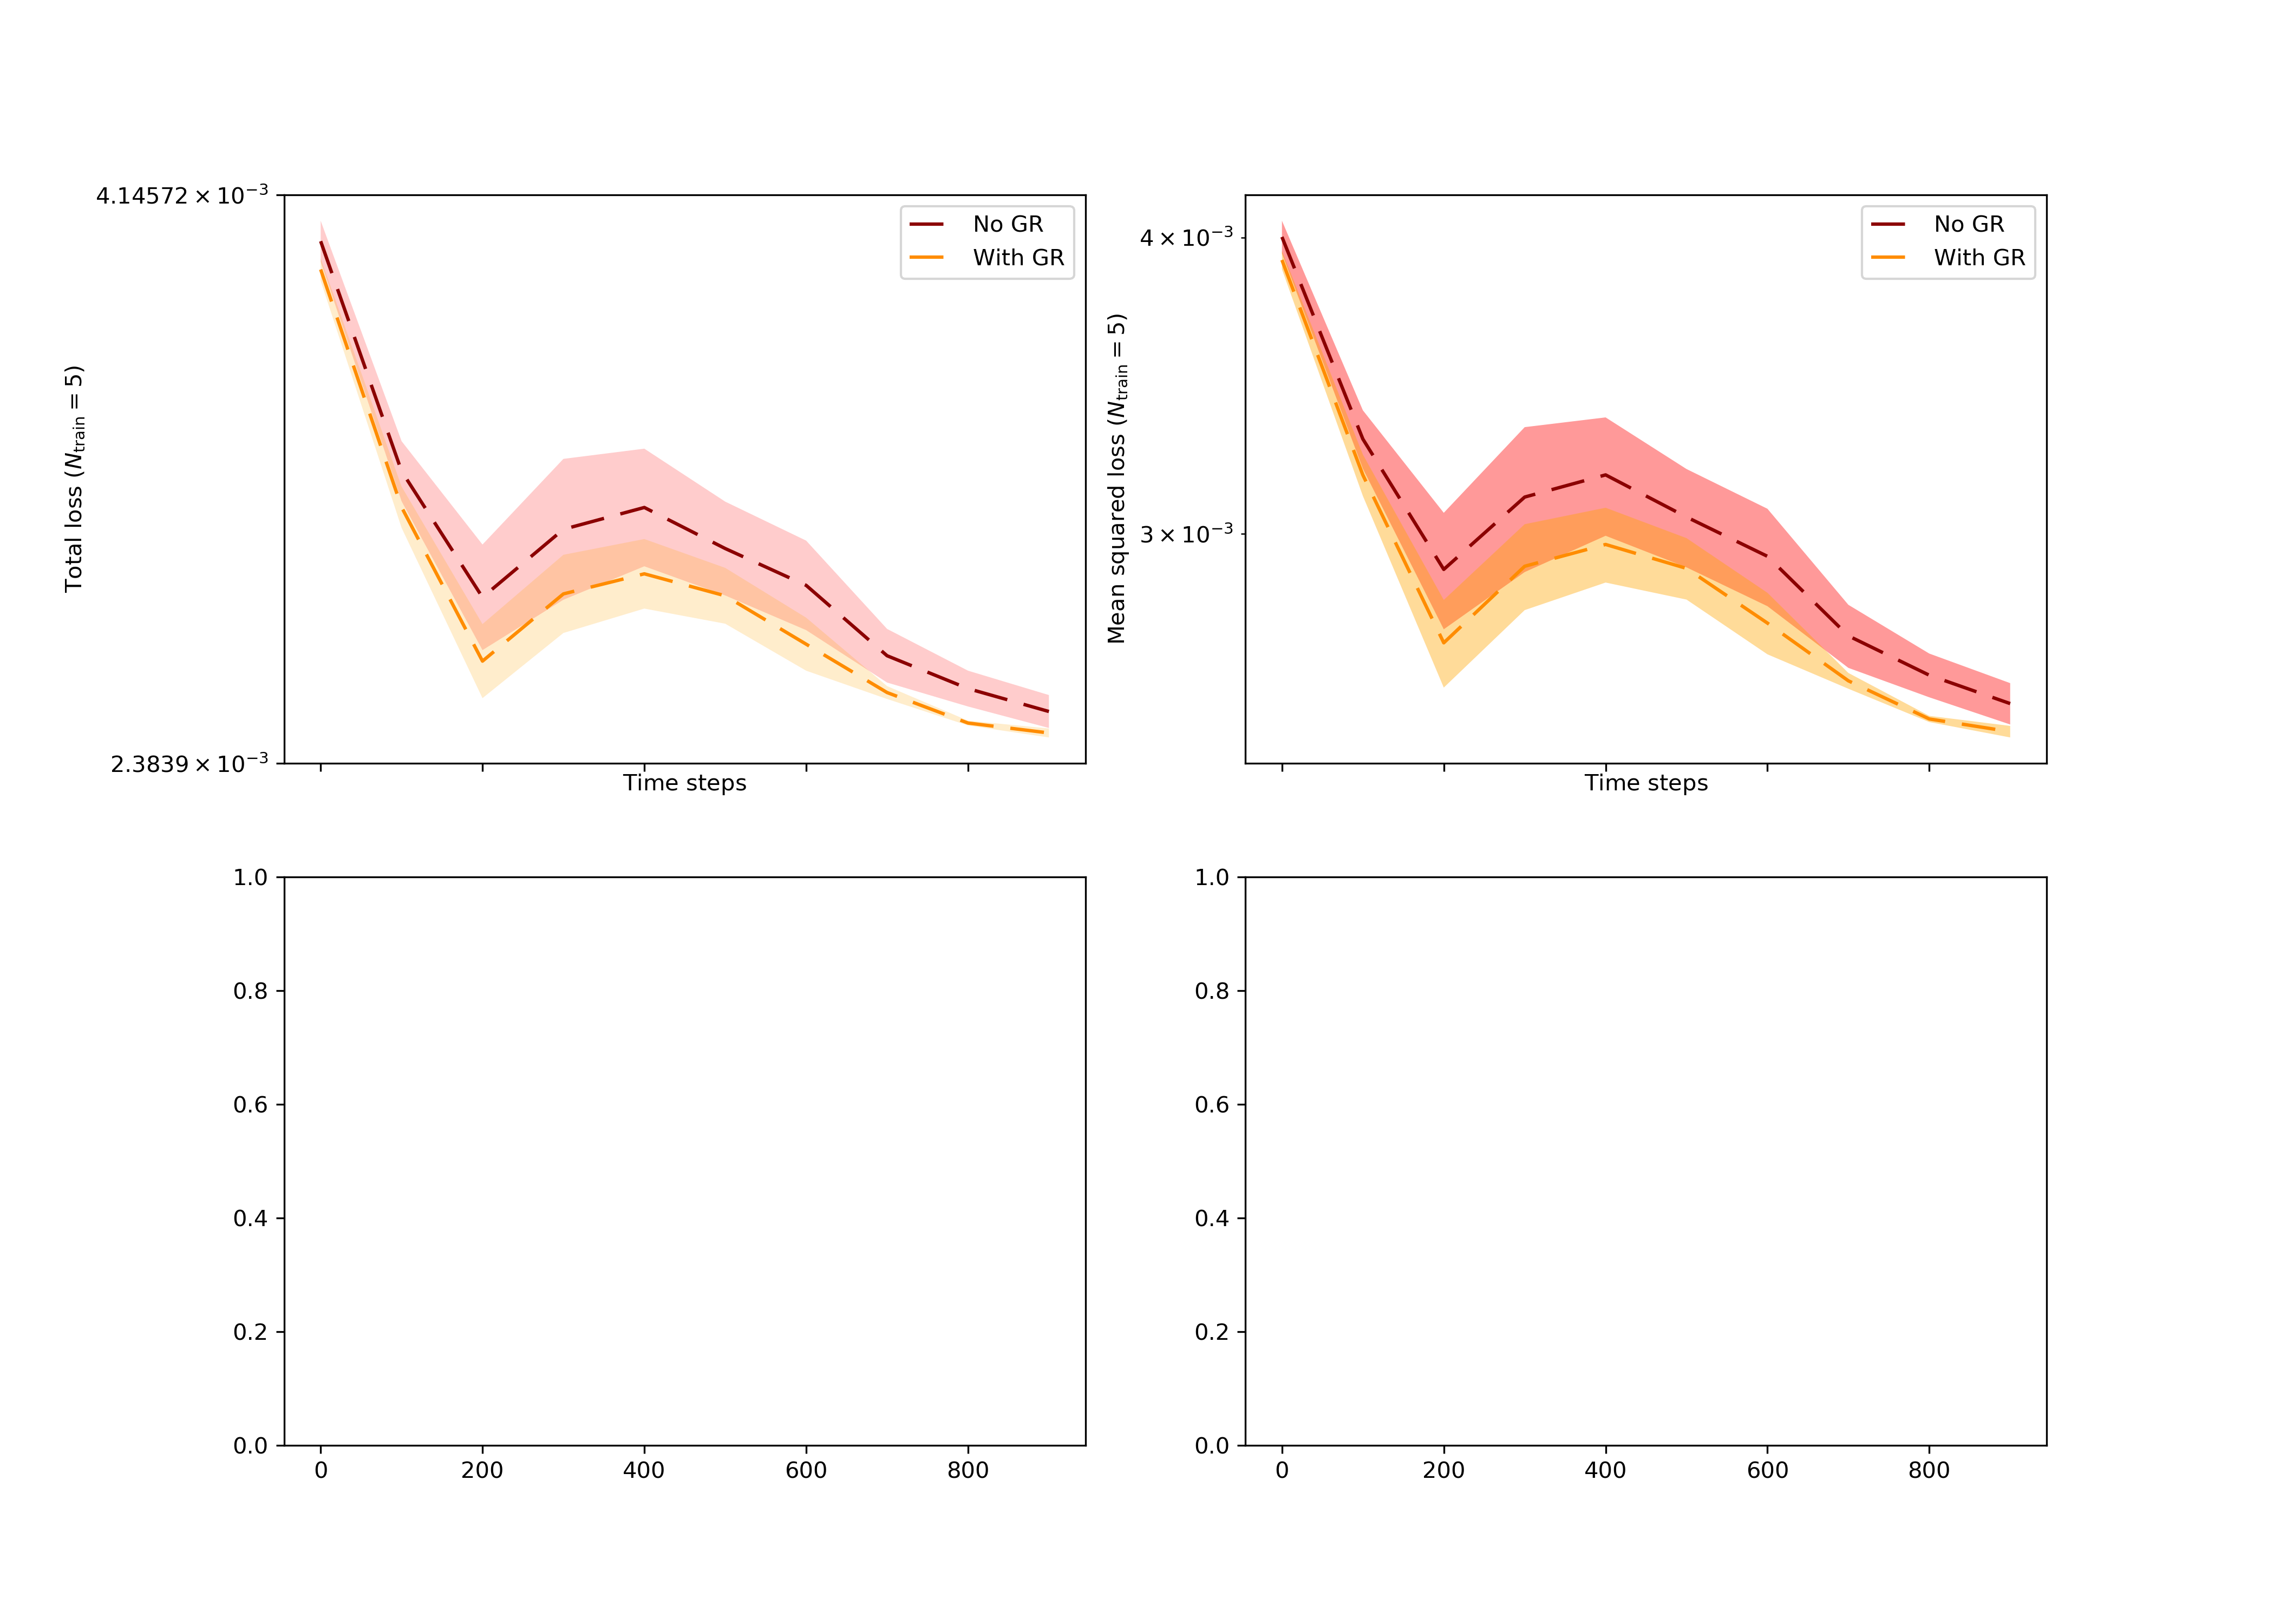 4.14572 × 10⁻³
2.3839 × 10⁻³
Total loss (N_train = 5)
No GR
With GR
Time steps
4 × 10⁻³
3 × 10⁻³
Mean squared loss (N_train = 5)
No GR
With GR
Time steps
1.0
0.8
0.6
0.4
0.2
0.0
0 200 400 600 800
1.0
0.8
0.6
0.4
0.2
0.0
0 200 400 600 800